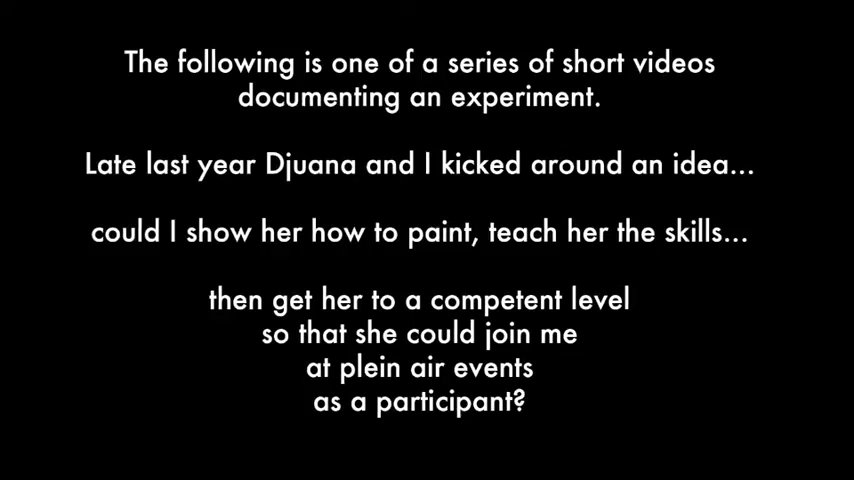 The following is one of a series of short videos
documenting an experiment.
Late last year Djuana and I kicked around an idea...
could I show her how to paint, teach her the skills...
then get her to a competent level
so that she could join me
at plein air events
as a participant?